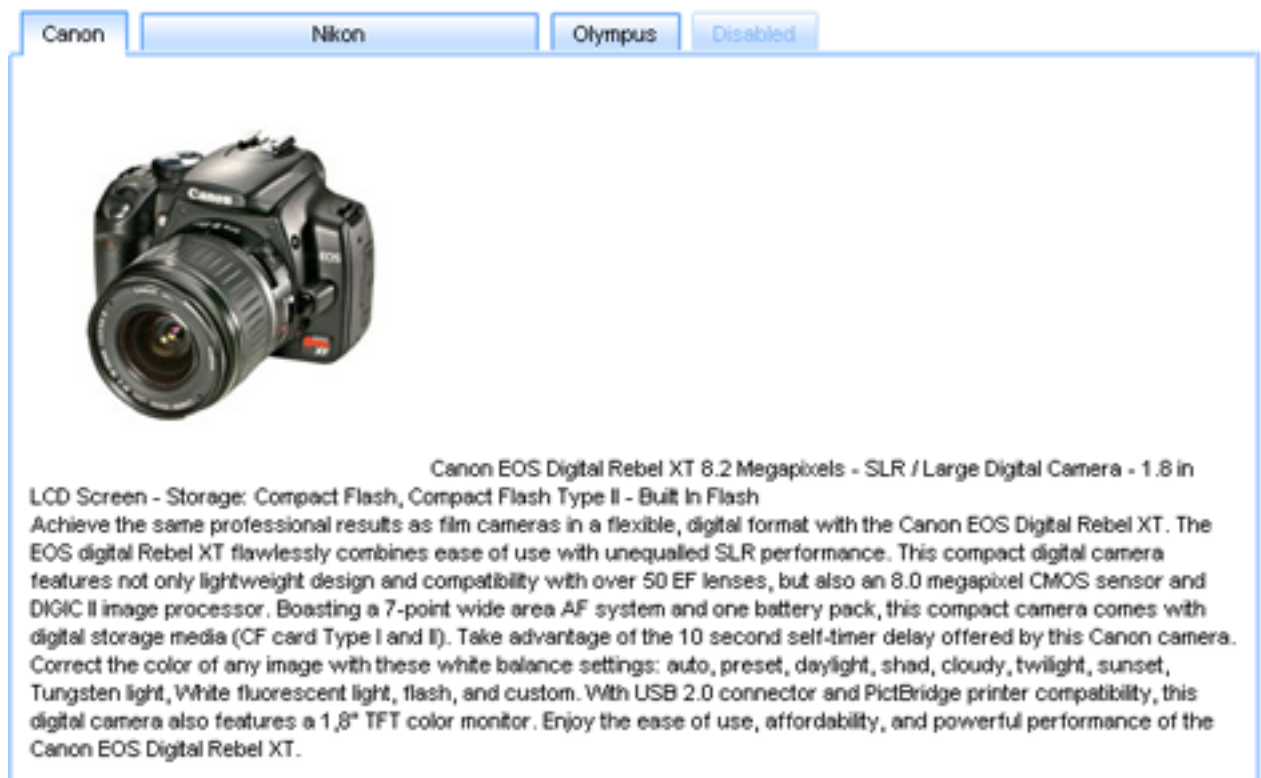 Canon
Nikon
Olympus
Disabled
Canon
EOS
XT
Canon EOS Digital Rebel XT 8.2 Megapixels - SLR / Large Digital Camera - 1.8 in
LCD Screen - Storage: Compact Flash, Compact Flash Type II - Built In Flash
Achieve the same professional results as film cameras in a flexible, digital format with the Canon EOS Digital Rebel XT. The
EOS digital Rebel XT flawlessly combines ease of use with unequalled SLR performance. This compact digital camera
features not only lightweight design and compatibility with over 50 EF lenses, but also an 8.0 megapixel CMOS sensor and
DIGIC II image processor. Boasting a 7-point wide area AF system and one battery pack, this compact camera comes with
digital storage media (CF card Type I and II). Take advantage of the 10 second self-timer delay offered by this Canon camera.
Correct the color of any image with these white balance settings: auto, preset, daylight, shad, cloudy, twilight, sunset,
Tungsten light, White fluorescent light, flash, and custom. With USB 2.0 connector and PictBridge printer compatibility, this
digital camera also features a 1,8" TFT color monitor. Enjoy the ease of use, affordability, and powerful performance of the
Canon EOS Digital Rebel XT.